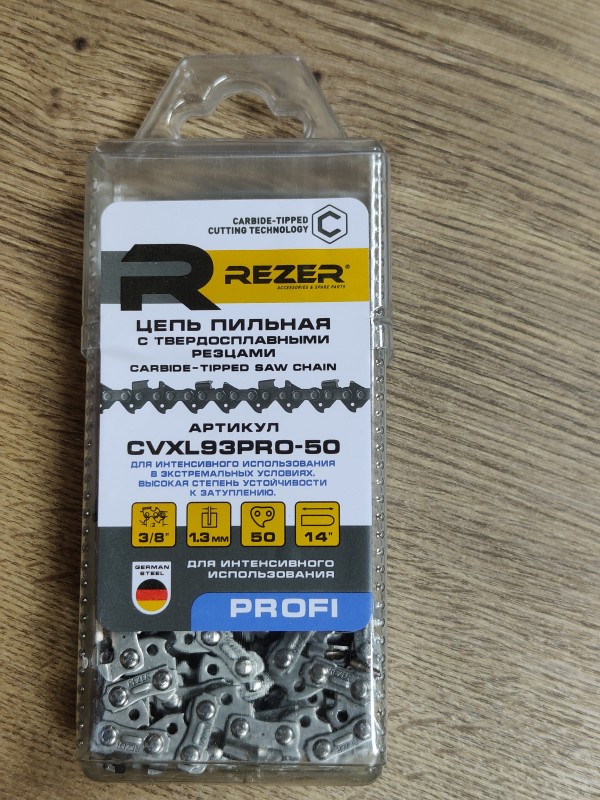 CARBIDE-TIPPED
CUTTING TECHNOLOGY
C
R REZER®
ACCESSORIES & SPARE PARTS
ЦЕПЬ ПИЛЬНАЯ
С ТВЕРДОСПЛАВНЫМИ
РЕЗЦАМИ
CARBIDE-TIPPED SAW CHAIN
АРТИКУЛ
CVXL93PRO-50
ДЛЯ ИНТЕНСИВНОГО ИСПОЛЬЗОВАНИЯ
В ЭКСТРЕМАЛЬНЫХ УСЛОВИЯХ.
ВЫСОКАЯ СТЕПЕНЬ УСТОЙЧИВОСТИ
К ЗАТУПЛЕНИЮ.
3/8" 1.3 мм 50 14"
GERMAN
STEEL
ДЛЯ ИНТЕНСИВНОГО
ИСПОЛЬЗОВАНИЯ
PROFI
REZER
REZER